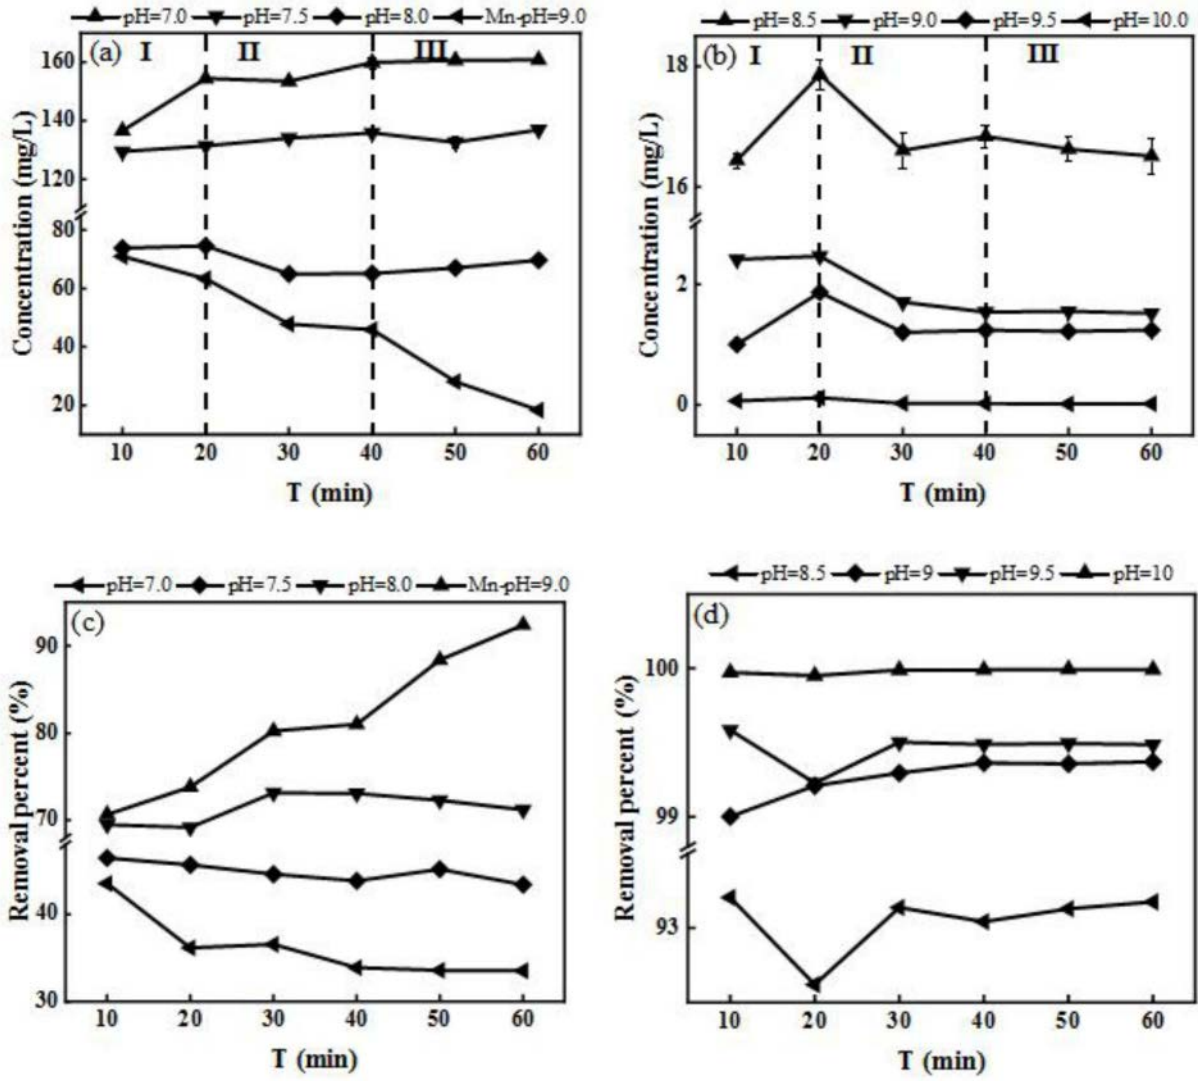 pH=7.0 pH=7.5 pH=8.0 Mn-pH=9.0
(a) I II III
160
140
120
80
60
40
20
Concentration (mg/L)
10 20 30 40 50 60
T (min)
pH=8.5 pH=9.0 pH=9.5 pH=10.0
(b) I II III
18
16
2
0
Concentration (mg/L)
10 20 30 40 50 60
T (min)
pH=7.0 pH=7.5 pH=8.0 Mn-pH=9.0
(c)
90
80
70
40
30
Removal percent (%)
10 20 30 40 50 60
T (min)
pH=8.5 pH=9 pH=9.5 pH=10
(d)
100
99
93
Removal percent (%)
10 20 30 40 50 60
T (min)